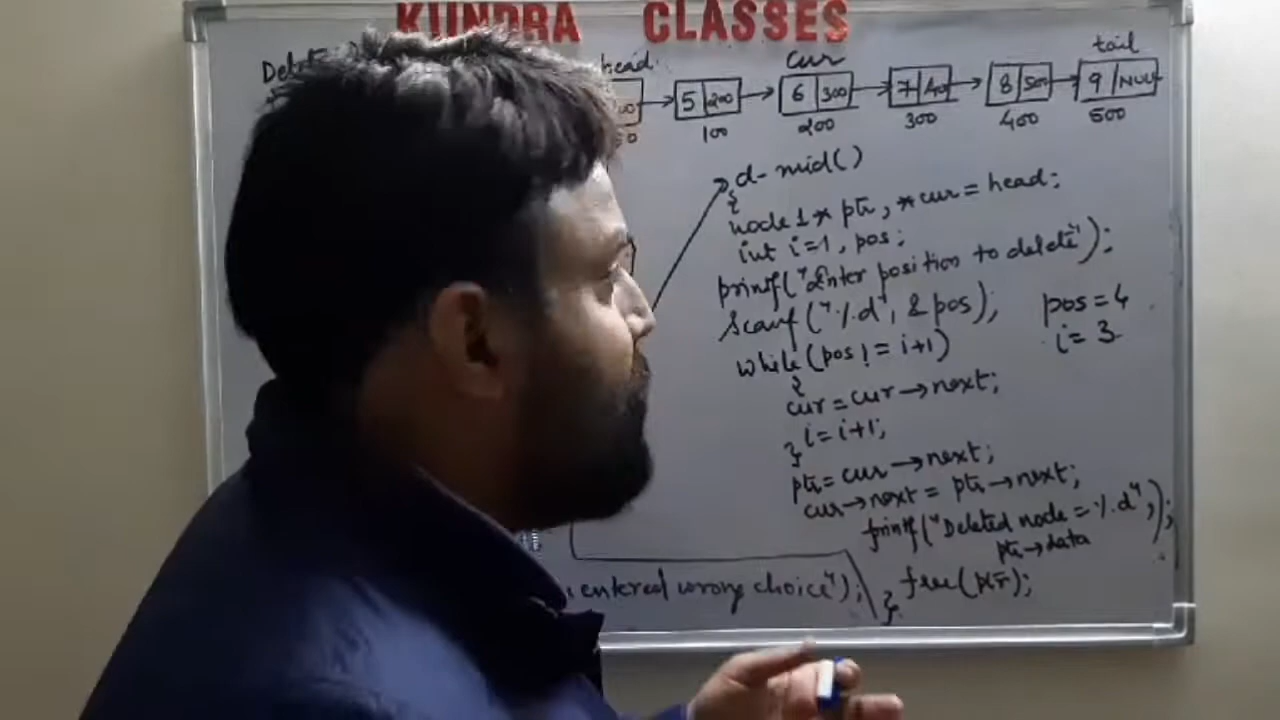 KUNDRA CLASSES
head
cur
tail
5 200
6 300
7 40
8 500
9 NULL
100
200
300
400
500
d-mid()
{
node1 * ptr, *cur = head;
int i=1, pos;
printf("Enter position to delete");
scanf("%d", & pos);
pos = 4
i = 3
while (pos != i+1)
{
cur = cur → next;
i = i+1;
}
ptr = cur → next;
cur → next = ptr → next;
printf("Deleted node = %d",
ptr → data
);
free(ptr);
}
entered wrong choice");